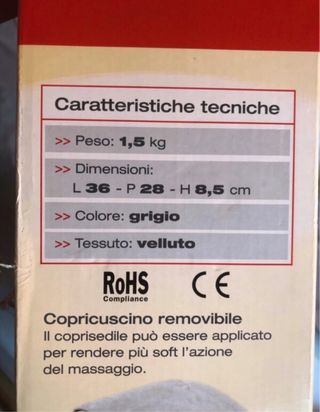 Caratteristiche tecniche
>> Peso: 1,5 kg
>> Dimensioni:
L 36 - P 28 - H 8,5 cm
>> Colore: grigio
>> Tessuto: velluto
RoHS CE
Compliance
Copricuscino removibile
Il coprisedile può essere applicato
per rendere più soft l'azione
del massaggio.